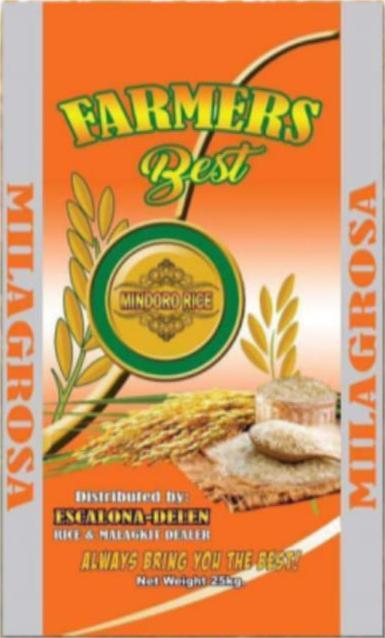 FARMERS
Best
MILAGROSA
MINDORO RICE
MILAGROSA
Distributed by:
ESCALONA-DELEN
RICE & MALAGKIT DEALER
ALWAYS BRING YOU THE BEST!
Net Weight 25kg.